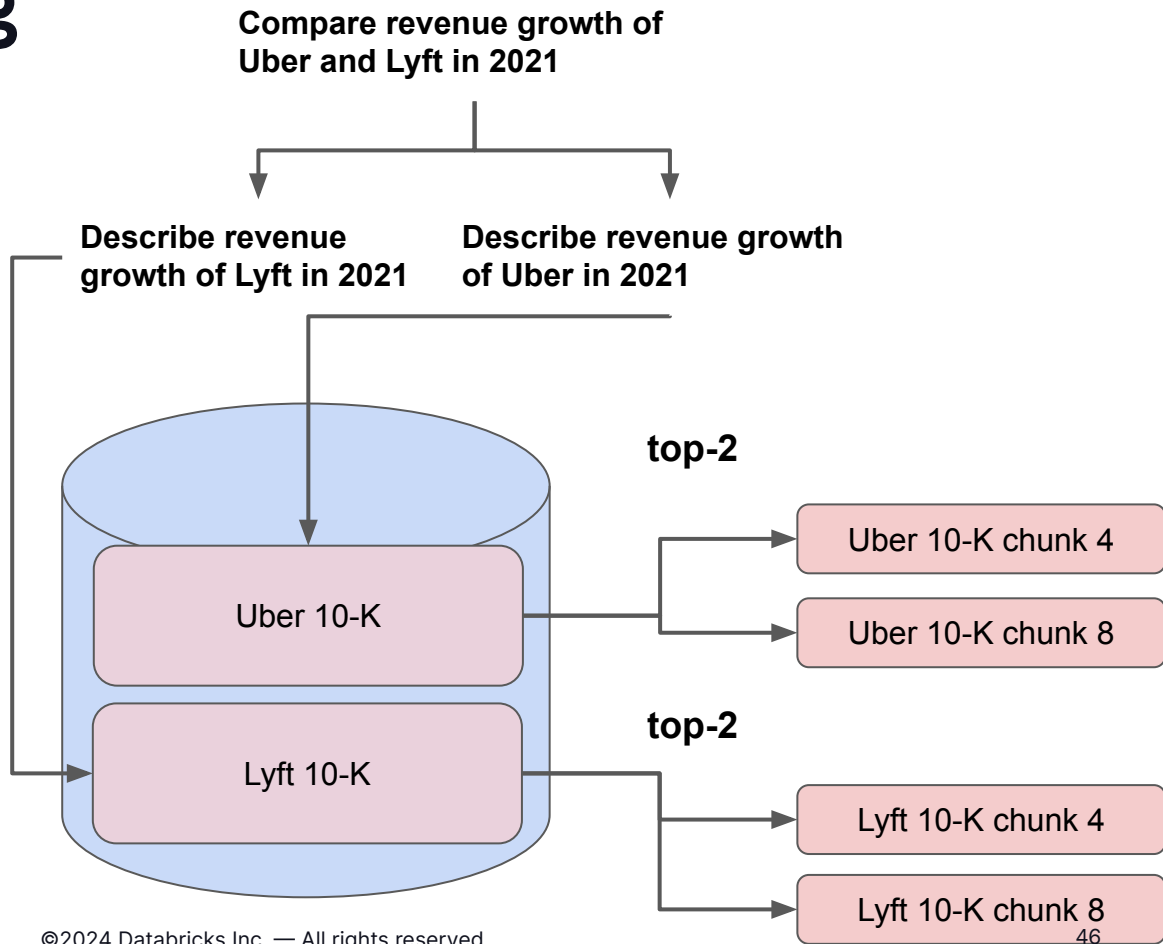 Compare revenue growth of
Uber and Lyft in 2021
Describe revenue
growth of Lyft in 2021
Describe revenue growth
of Uber in 2021
top-2
Uber 10-K chunk 4
Uber 10-K
Uber 10-K chunk 8
top-2
Lyft 10-K
Lyft 10-K chunk 4
Lyft 10-K chunk 8
©2024 Databricks Inc. — All rights reserved
46